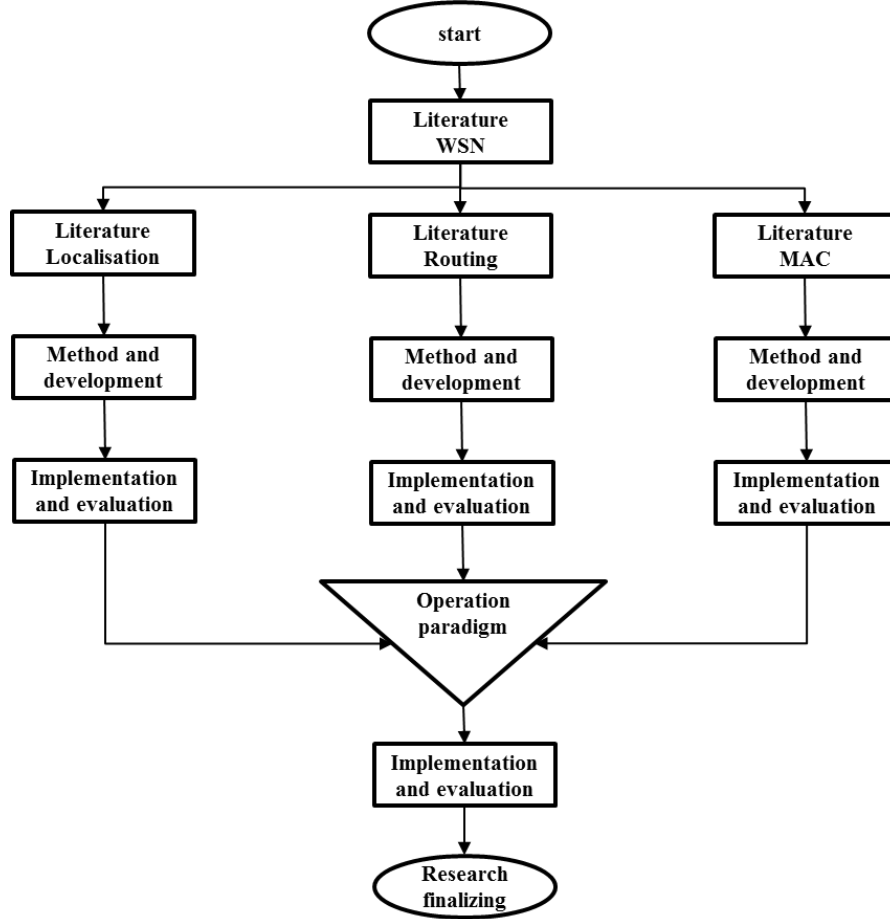 start
Literature
WSN
Literature
Localisation
Literature
Routing
Literature
MAC
Method and
development
Method and
development
Method and
development
Implementation
and evaluation
Implementation
and evaluation
Implementation
and evaluation
Operation
paradigm
Implementation
and evaluation
Research
finalizing